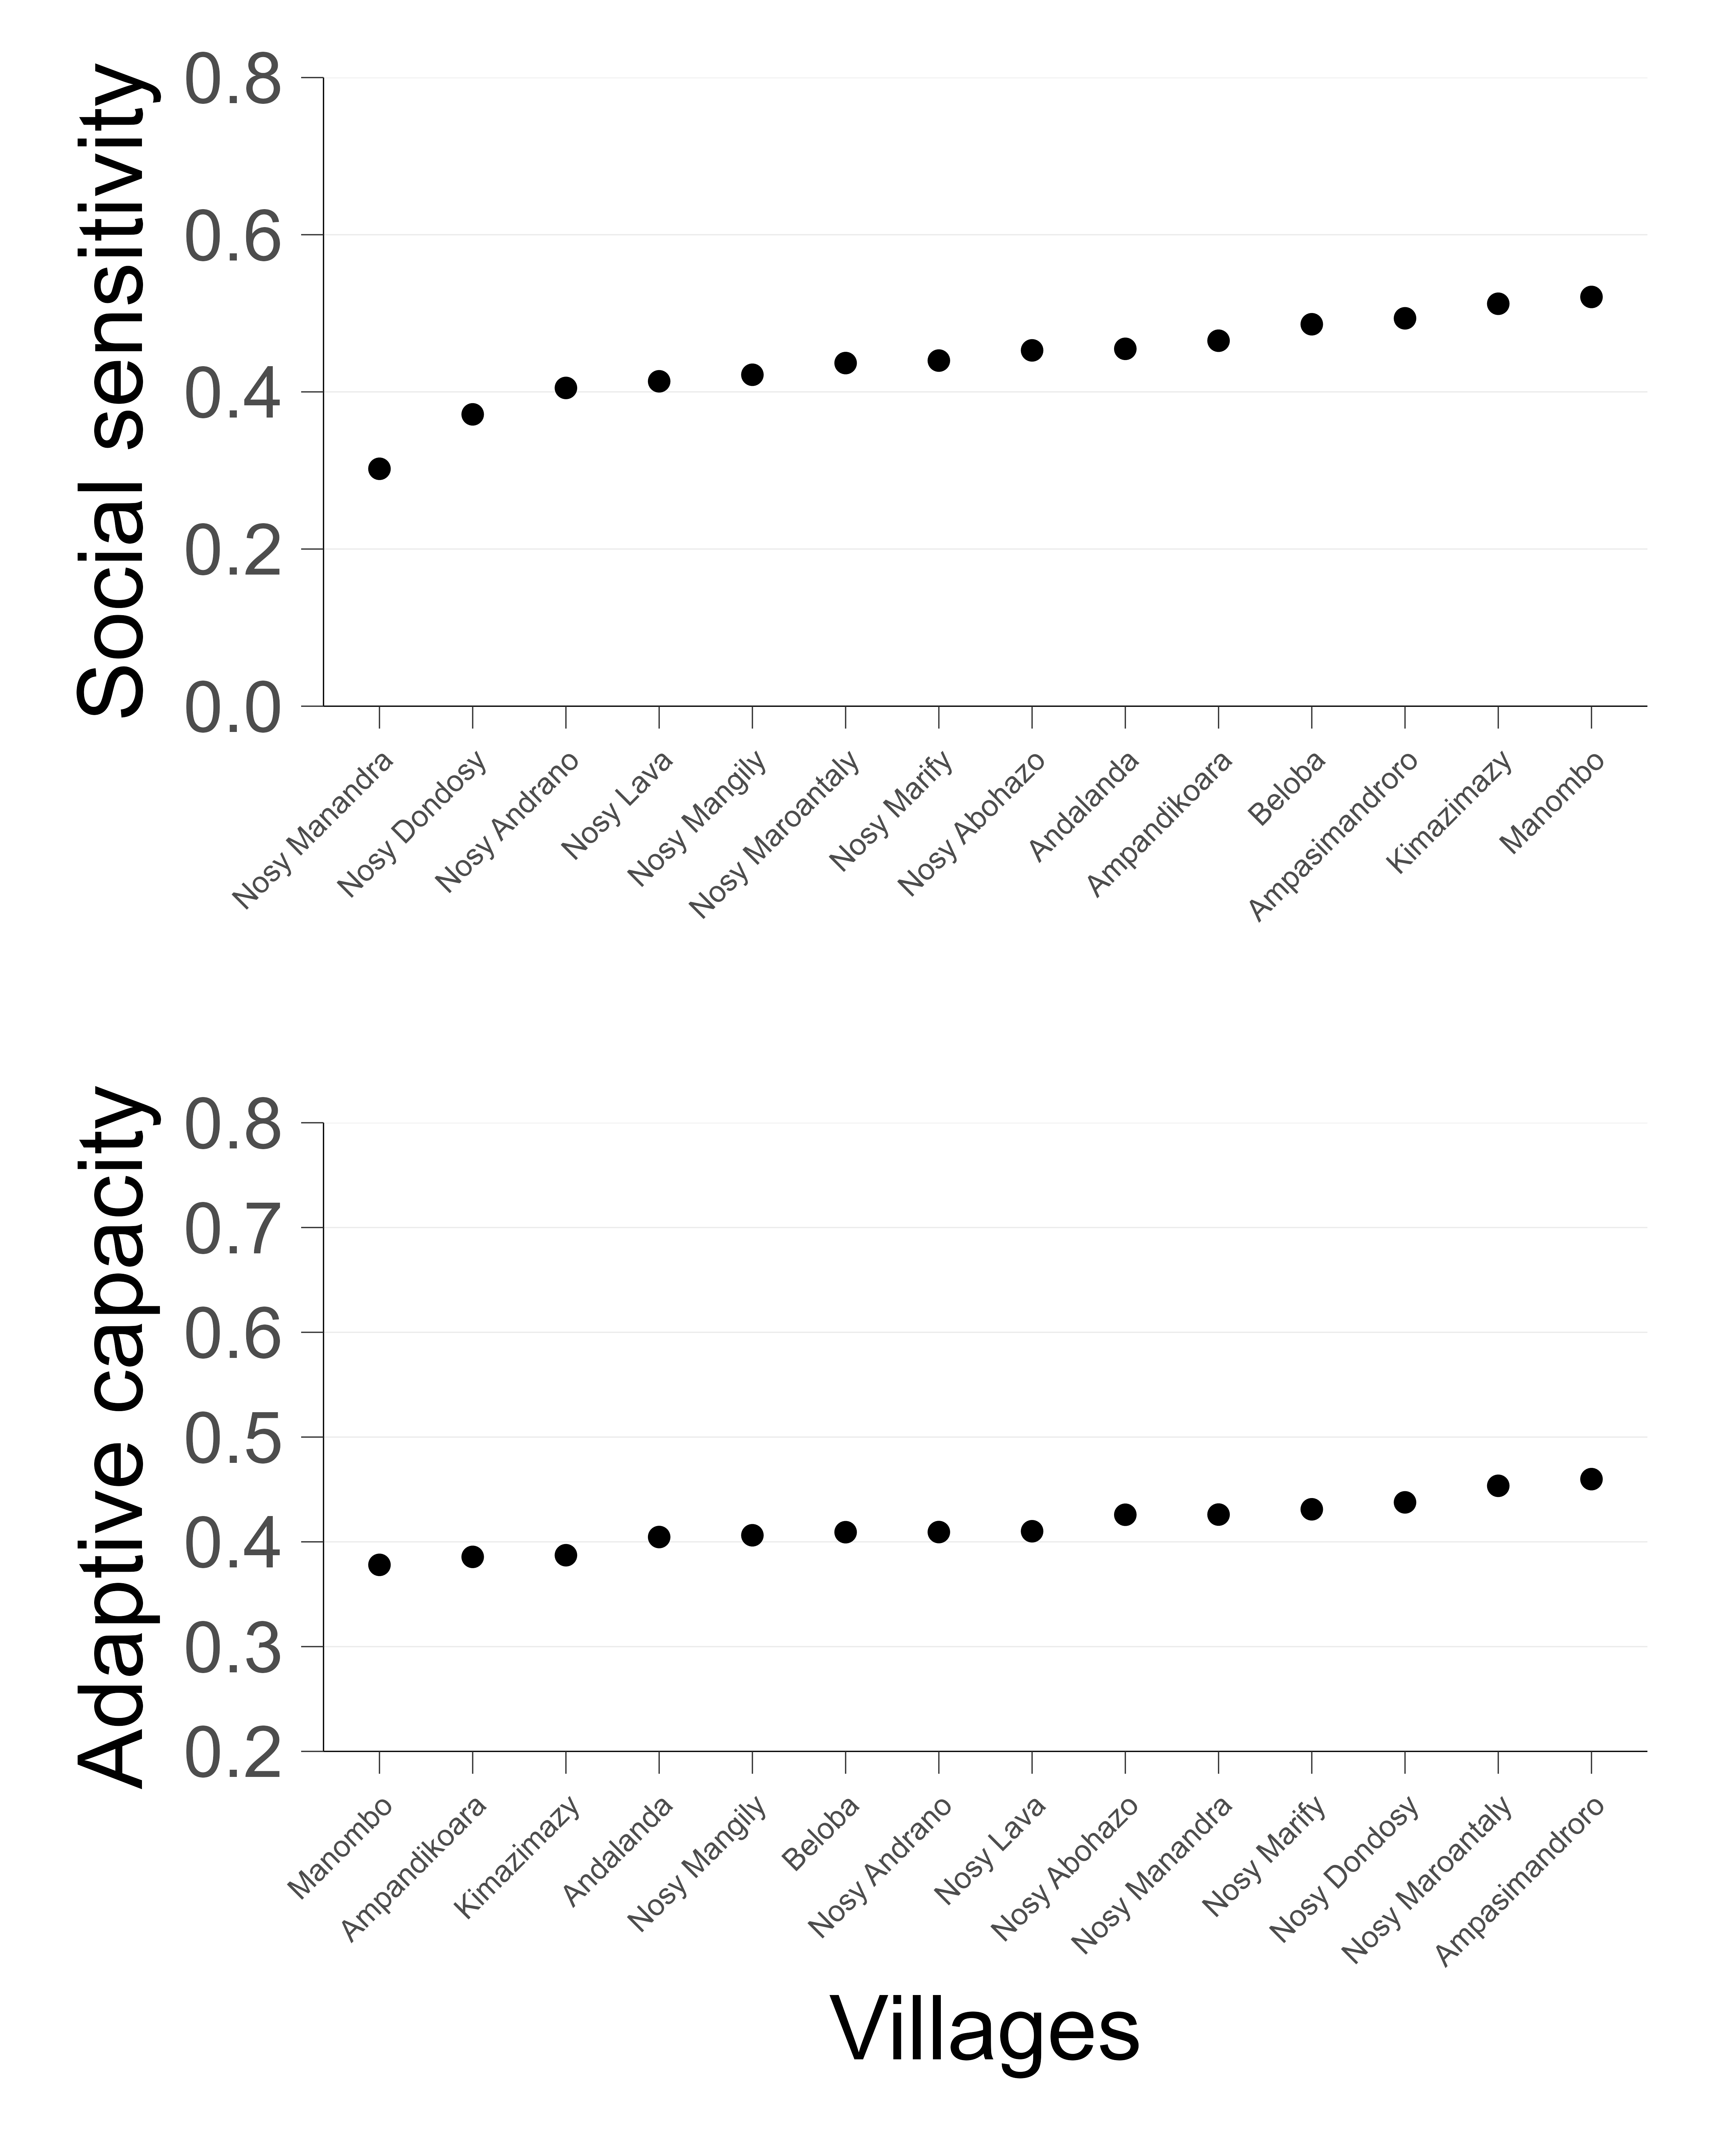 Social sensitivity
0.8
0.6
0.4
0.2
0.0
Nosy Manandra
Nosy Dondosy
Nosy Andrano
Nosy Lava
Nosy Mangily
Nosy Maroantaly
Nosy Marify
Nosy Abohazo
Andalanda
Ampandikoara
Beloba
Ampasimandroro
Kimazimazy
Manombo
Adaptive capacity
0.8
0.7
0.6
0.5
0.4
0.3
0.2
Manombo
Ampandikoara
Kimazimazy
Andalanda
Nosy Mangily
Beloba
Nosy Andrano
Nosy Lava
Nosy Abohazo
Nosy Manandra
Nosy Marify
Nosy Dondosy
Nosy Maroantaly
Ampasimandroro
Villages